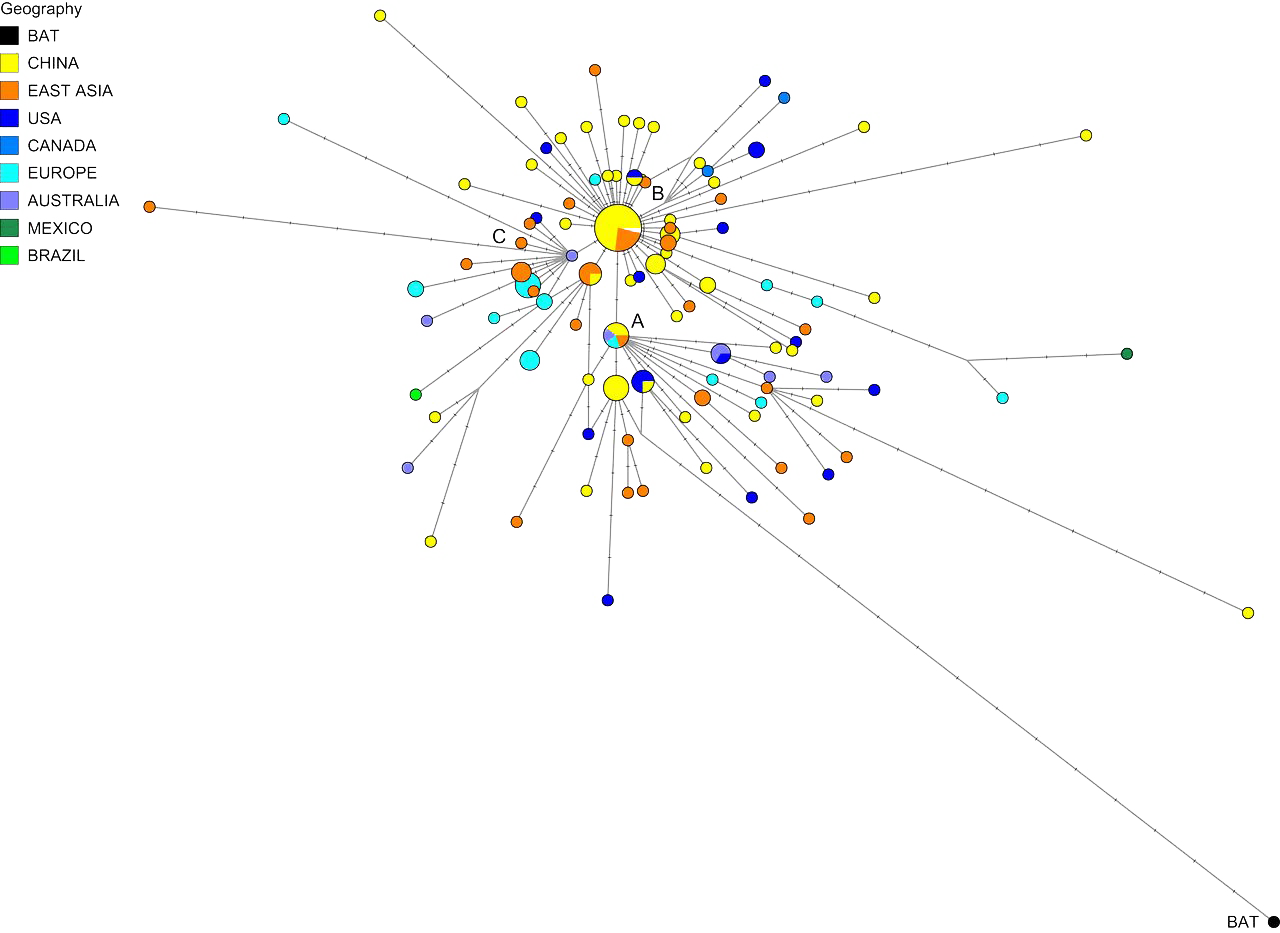 Geography
BAT
CHINA
EAST ASIA
USA
CANADA
EUROPE
AUSTRALIA
MEXICO
BRAZIL
B
C
A
BAT